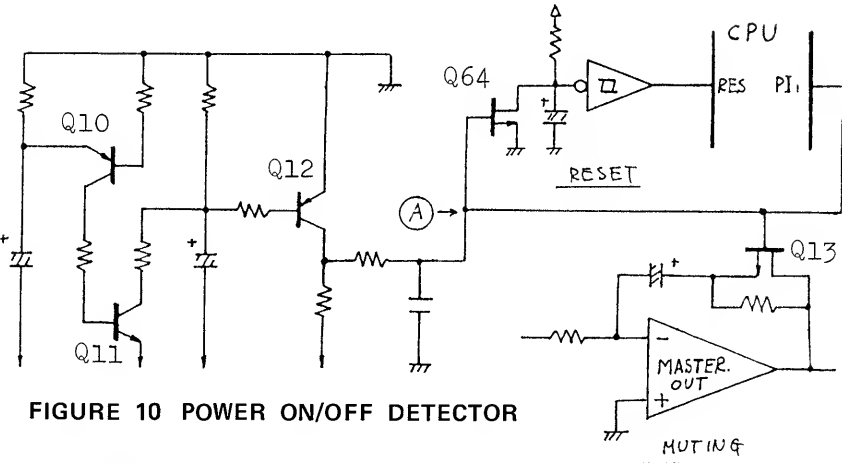 CPU
Q64
RES PI1
Q10
Q12
RESET
A
Q13
+
+
+
+
Q11
−
MASTER.
OUT
+
FIGURE 10 POWER ON/OFF DETECTOR
MUTING